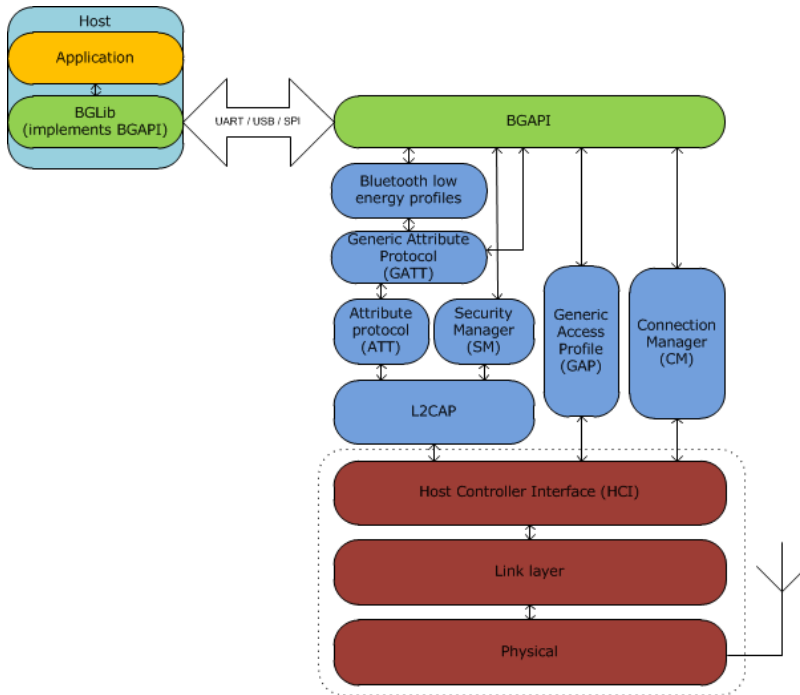 Host
Application
BGLib
(implements BGAPI)
UART / USB / SPI
BGAPI
Bluetooth low
energy profiles
Generic Attribute
Protocol
(GATT)
Attribute
protocol
(ATT)
Security
Manager
(SM)
Generic
Access
Profile
(GAP)
Connection
Manager
(CM)
L2CAP
Host Controller Interface (HCI)
Link layer
Physical